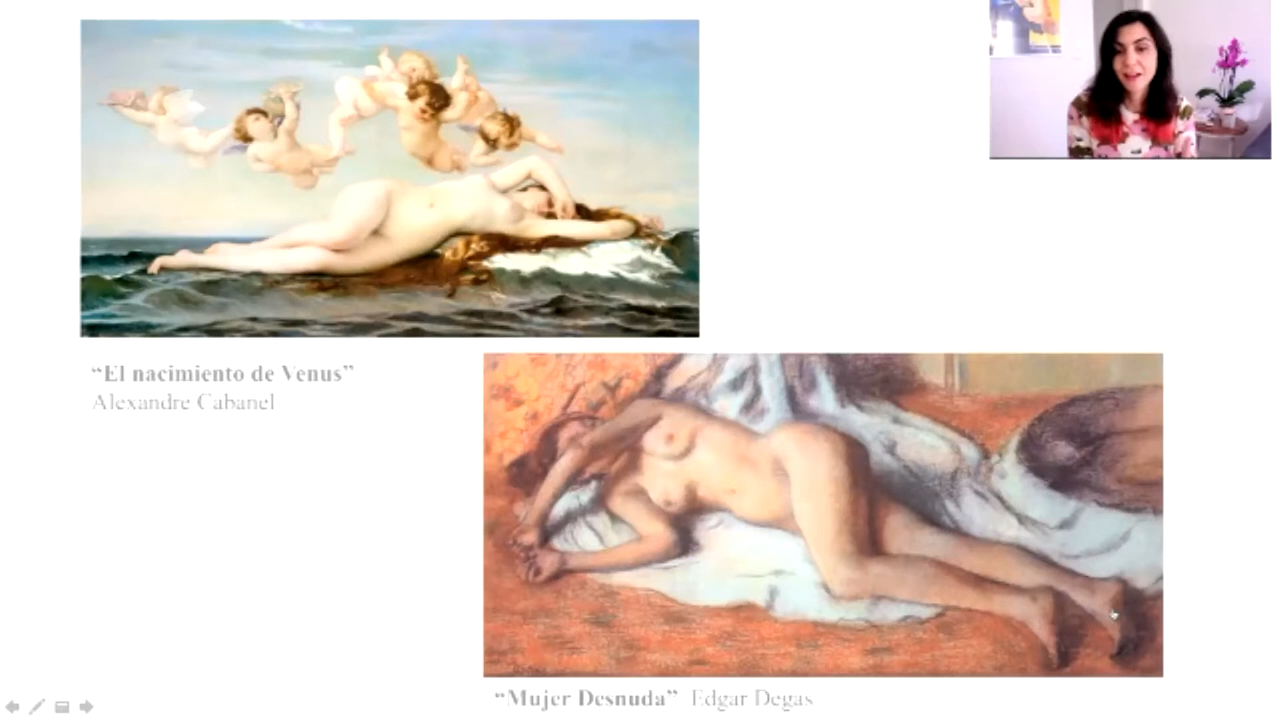 “El nacimiento de Venus”
Alexandre Cabanel
“Mujer Desnuda” Edgar Degas